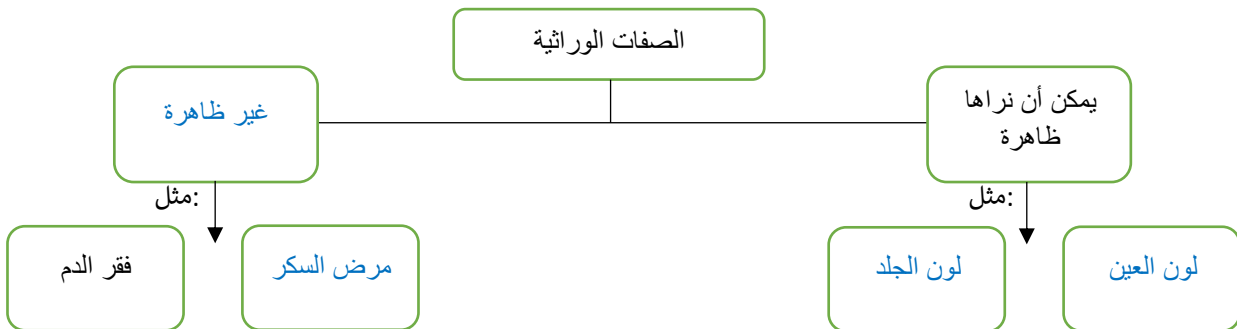 الصفات الوراثية
يمكن أن نراها
ظاهرة
غير ظاهرة
مثل:
مثل:
لون العين
لون الجلد
مرض السكر
فقر الدم